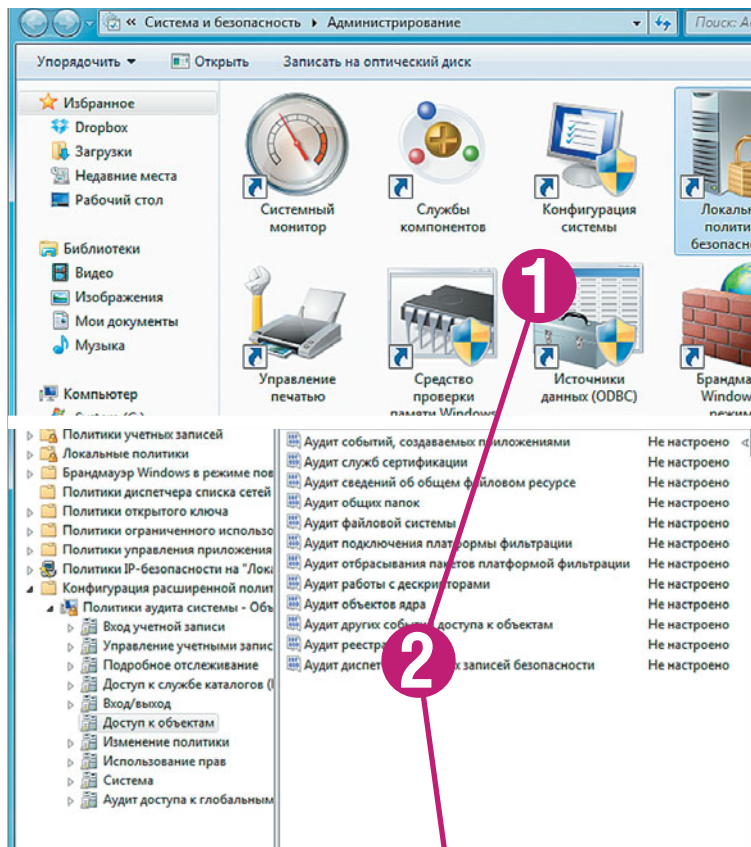 « Система и безопасность ▸ Администрирование
Поиск: А
Упорядочить
Открыть
Записать на оптический диск
Избранное
Dropbox
Загрузки
Недавние места
Рабочий стол
Библиотеки
Видео
Изображения
Мои документы
Музыка
Компьютер
Системный
монитор
Службы
компонентов
Конфигурация
системы
Локальн
полити
безопасн
1
Управление
печатью
Средство
проверки
памяти Windows
Источники
данных (ODBC)
Брандма
Window
режим
Политики учетных записей
Локальные политики
Брандмауэр Windows в режиме пов
Политики диспетчера списка сетей
Политики открытого ключа
Политики ограниченного использо
Политики управления приложения
Политики IP-безопасности на "Лока
Конфигурация расширенной полит
Политики аудита системы - Объ
Вход учетной записи
Управление учетными запис
Подробное отслеживание
Доступ к службе каталогов (I
Вход/выход
Доступ к объектам
Изменение политики
Использование прав
Система
Аудит доступа к глобальным
Аудит событий, создаваемых приложениями Не настроено
Аудит служб сертификации Не настроено
Аудит сведений об общем файловом ресурсе Не настроено
Аудит общих папок Не настроено
Аудит файловой системы Не настроено
Аудит подключения платформы фильтрации Не настроено
Аудит отбрасывания пакетов платформой фильтрации Не настроено
Аудит работы с дескрипторами Не настроено
Аудит объектов ядра Не настроено
Аудит других событий доступа к объектам Не настроено
Аудит реестра Не настроено
Аудит диспет х записей безопасности Не настроено
2